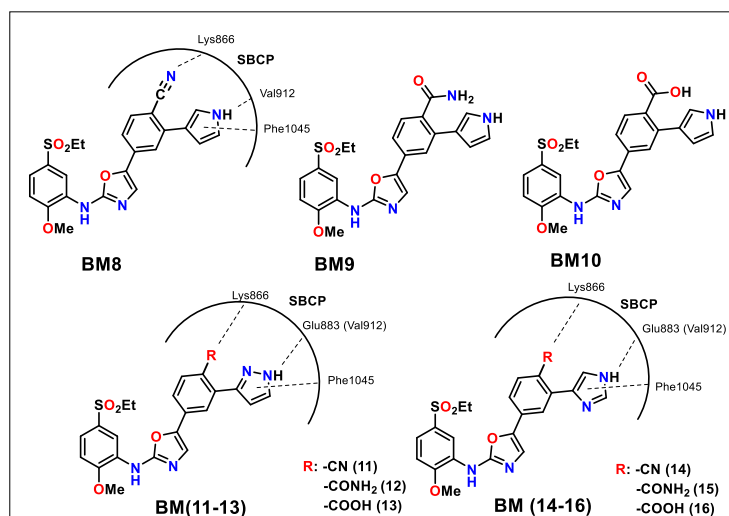 Lys866
SBCP
Val912
Phe1045
N
C
NH
SO₂Et
O
N
H
N
OMe
BM8
O
NH₂
NH
SO₂Et
O
N
H
N
OMe
BM9
O
OH
NH
SO₂Et
O
N
H
N
OMe
BM10
Lys866
SBCP
Glu883 (Val912)
Phe1045
R
N
NH
SO₂Et
O
N
H
N
OMe
R: -CN (11)
-CONH₂ (12)
-COOH (13)
BM(11-13)
Lys866
SBCP
Glu883 (Val912)
Phe1045
R
NH
N
SO₂Et
O
N
H
N
OMe
R: -CN (14)
-CONH₂ (15)
-COOH (16)
BM (14-16)